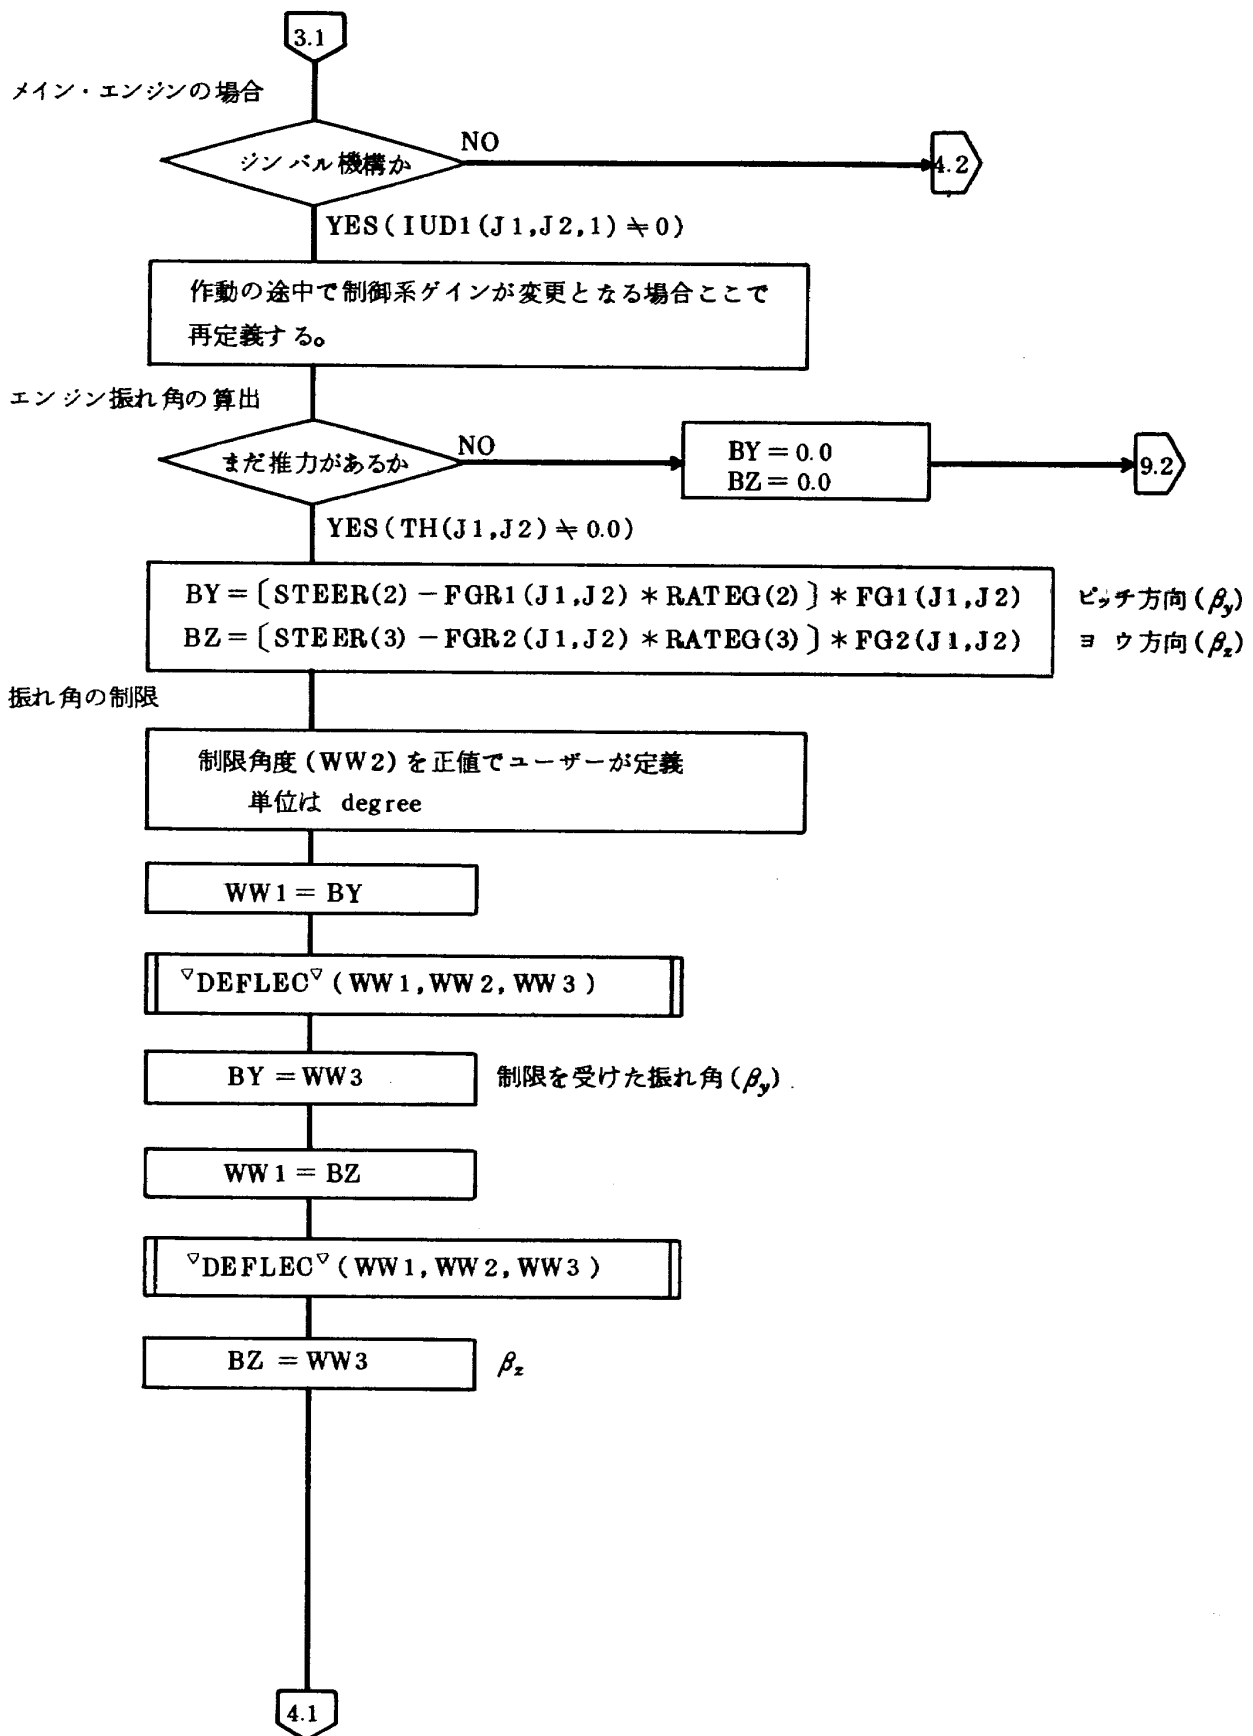 3.1
メイン・エンジンの場合
ジンバル機構か
NO
4.2
YES(IUD1(J1,J2,1)≒0)
作動の途中で制御系ゲインが変更となる場合ここで
再定義する。
エンジン振れ角の算出
まだ推力があるか
NO
BY=0.0
BZ=0.0
9.2
YES(TH(J1,J2)≒0.0)
BY=〔STEER(2)-FGR1(J1,J2)*RATEG(2)〕*FG1(J1,J2) ピッチ方向(βy)
BZ=〔STEER(3)-FGR2(J1,J2)*RATEG(3)〕*FG2(J1,J2) ヨウ方向(βz)
振れ角の制限
制限角度(WW2)を正値でユーザーが定義
単位は degree
WW1=BY
▽DEFLEC▽(WW1,WW2,WW3)
BY=WW3 制限を受けた振れ角(βy)
WW1=BZ
▽DEFLEC▽(WW1,WW2,WW3)
BZ=WW3 βz
4.1